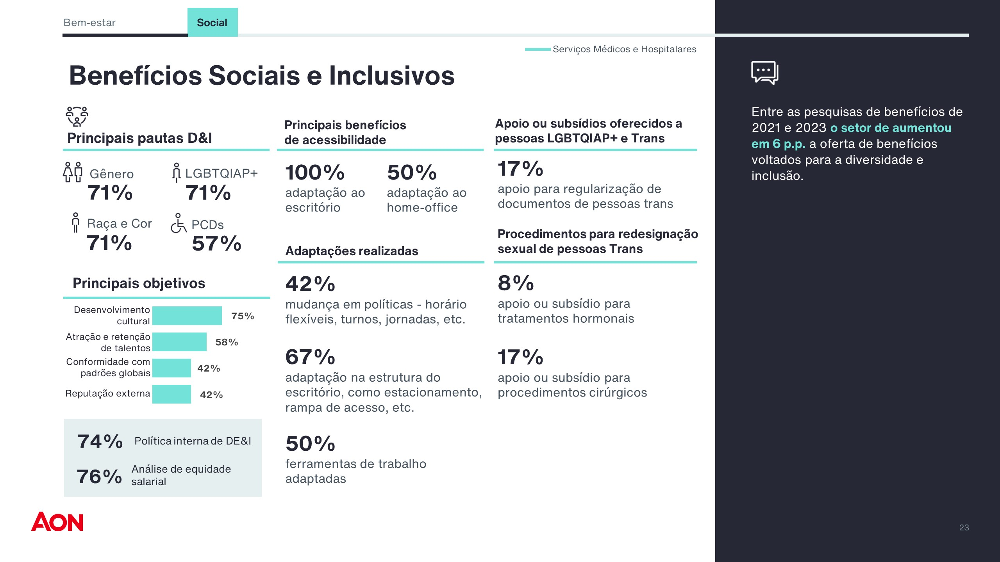 Bem-estar
Social
Serviços Médicos e Hospitalares
Benefícios Sociais e Inclusivos
Principais pautas D&I
Gênero
71%
LGBTQIAP+
71%
Raça e Cor
71%
PCDs
57%
Principais objetivos
Desenvolvimento
cultural
75%
Atração e retenção
de talentos
58%
Conformidade com
padrões globais
42%
Reputação externa
42%
74%
Política interna de DE&I
76%
Análise de equidade
salarial
Principais benefícios
de acessibilidade
100%
adaptação ao
escritório
50%
adaptação ao
home-office
Adaptações realizadas
42%
mudança em políticas - horário
flexíveis, turnos, jornadas, etc.
67%
adaptação na estrutura do
escritório, como estacionamento,
rampa de acesso, etc.
50%
ferramentas de trabalho
adaptadas
Apoio ou subsídios oferecidos a
pessoas LGBTQIAP+ e Trans
17%
apoio para regularização de
documentos de pessoas trans
Procedimentos para redesignação
sexual de pessoas Trans
8%
apoio ou subsídio para
tratamentos hormonais
17%
apoio ou subsídio para
procedimentos cirúrgicos
Entre as pesquisas de benefícios de
2021 e 2023 o setor de aumentou
em 6 p.p. a oferta de benefícios
voltados para a diversidade e
inclusão.
AON
23